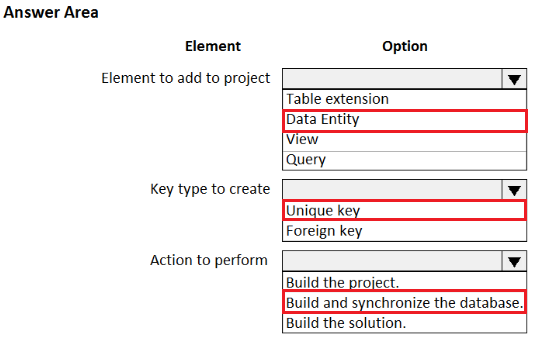 Answer Area
Element Option
Element to add to project
Table extension
Data Entity
View
Query
Key type to create
Unique key
Foreign key
Action to perform
Build the project.
Build and synchronize the database.
Build the solution.